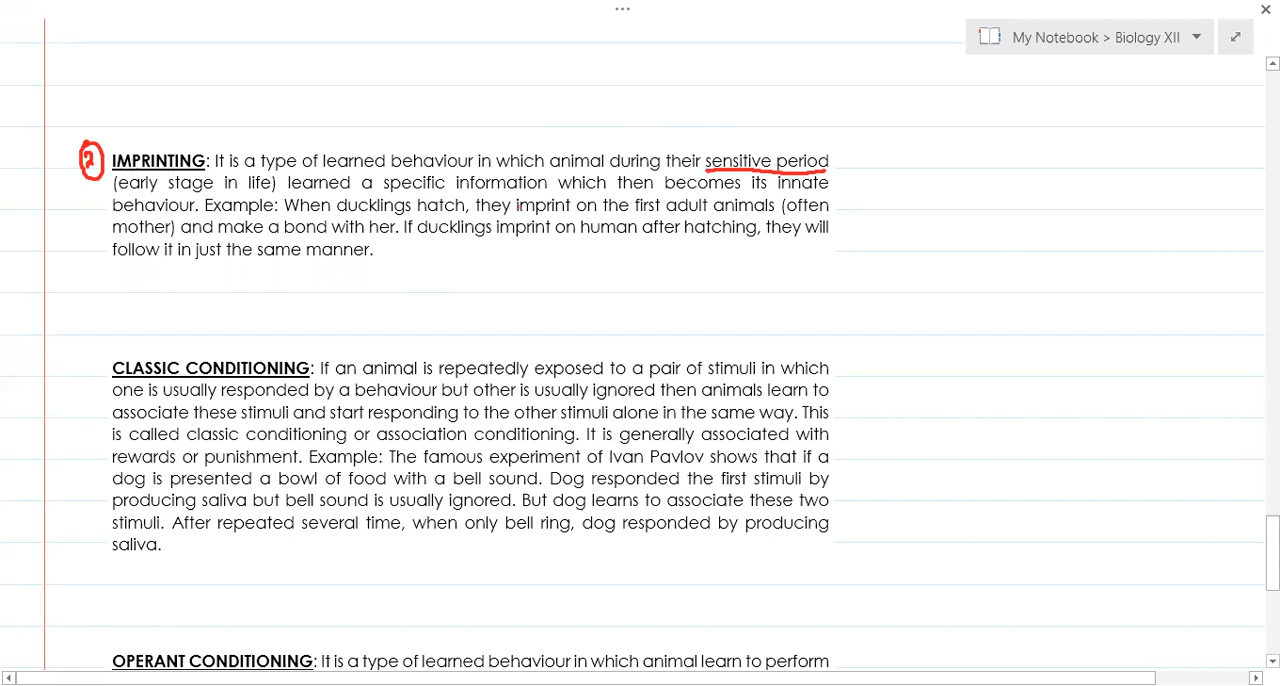 ...
My Notebook > Biology XII
2 IMPRINTING: It is a type of learned behaviour in which animal during their sensitive period
(early stage in life) learned a specific information which then becomes its innate
behaviour. Example: When ducklings hatch, they imprint on the first adult animals (often
mother) and make a bond with her. If ducklings imprint on human after hatching, they will
follow it in just the same manner.
CLASSIC CONDITIONING: If an animal is repeatedly exposed to a pair of stimuli in which
one is usually responded by a behaviour but other is usually ignored then animals learn to
associate these stimuli and start responding to the other stimuli alone in the same way. This
is called classic conditioning or association conditioning. It is generally associated with
rewards or punishment. Example: The famous experiment of Ivan Pavlov shows that if a
dog is presented a bowl of food with a bell sound. Dog responded the first stimuli by
producing saliva but bell sound is usually ignored. But dog learns to associate these two
stimuli. After repeated several time, when only bell ring, dog responded by producing
saliva.
OPERANT CONDITIONING: It is a type of learned behaviour in which animal learn to perform